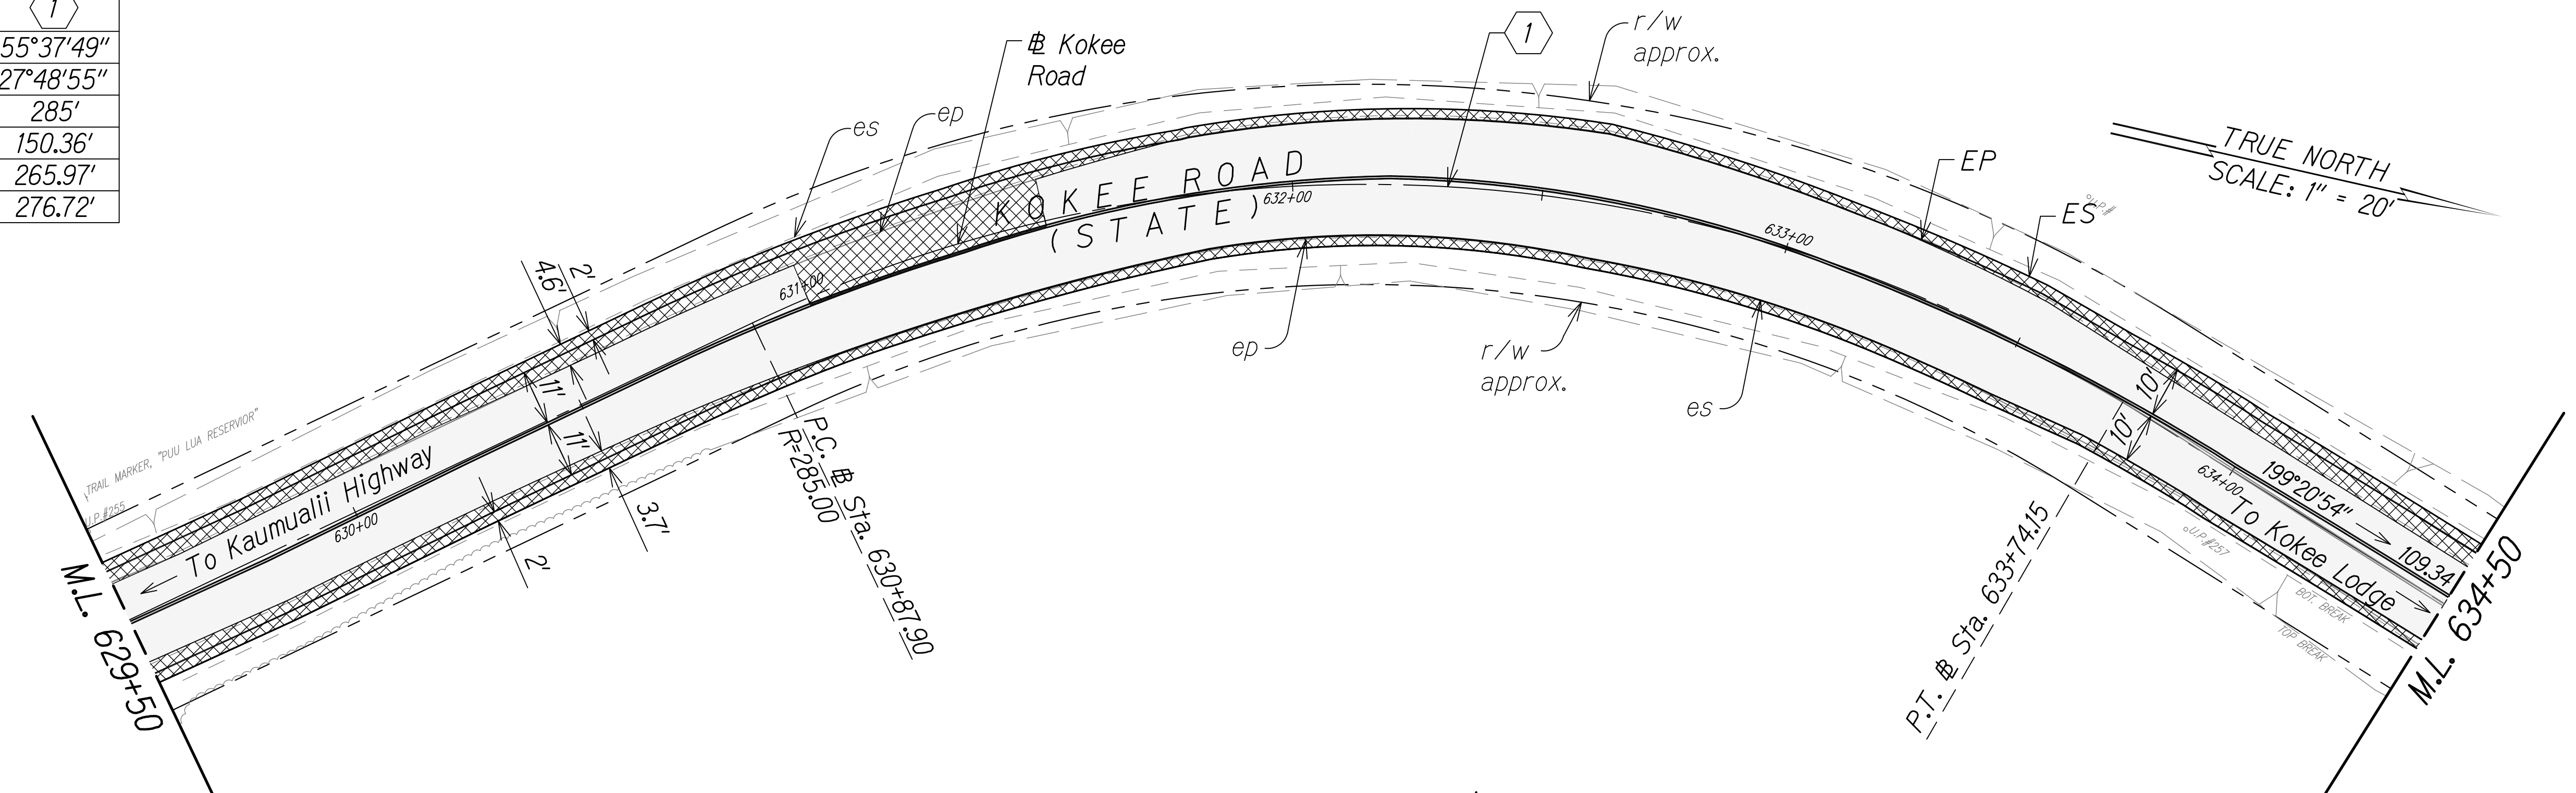 1
55°37'49"
27°48'55"
285'
150.36'
265.97'
276.72'
℄ Kokee
Road
1
r/w
approx.
es
ep
EP
ES
U.P.#
TRUE NORTH
SCALE: 1" = 20'
KOKEE ROAD
(STATE)
632+00
633+00
631+00
4.6'
2'
11'
11'
3.7'
2'
ep
r/w
approx.
es
10'
10'
TRAIL MARKER, "PUU LUA RESERVIOR"
U.P.#255
To Kaumualii Highway
630+00
M.L. 629+50
P.C. ℄ Sta. 630+87.90
R=285.00
P.T. ℄ Sta. 633+74.15
199°20'54"
109.34
634+00
To Kokee Lodge
U.P.#257
BOT. BREAK
TOP BREAK
M.L. 634+50